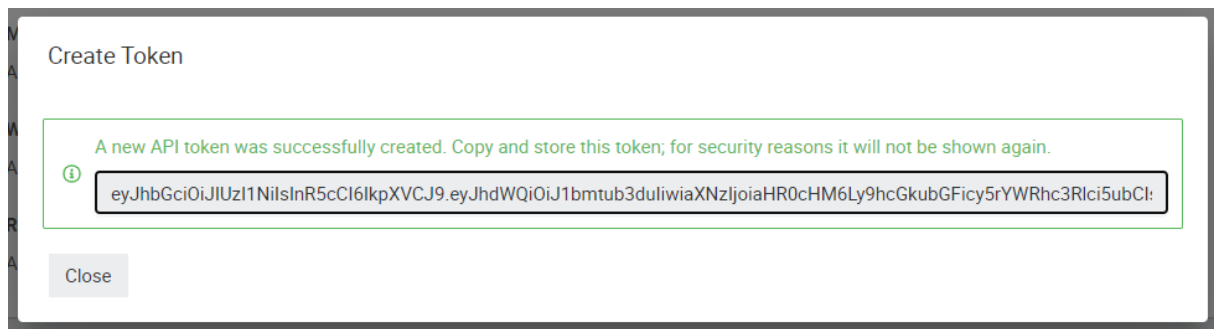 Create Token
A new API token was successfully created. Copy and store this token; for security reasons it will not be shown again.
eyJhbGciOiJIUzI1NiIsInR5cCI6IkpXVCJ9.eyJhdWQiOiJ1bmtub3duIiwiaXNzIjoiaHR0cHM6Ly9hcGkubGFicy5rYWRhc3Rlci5ubCIs
Close